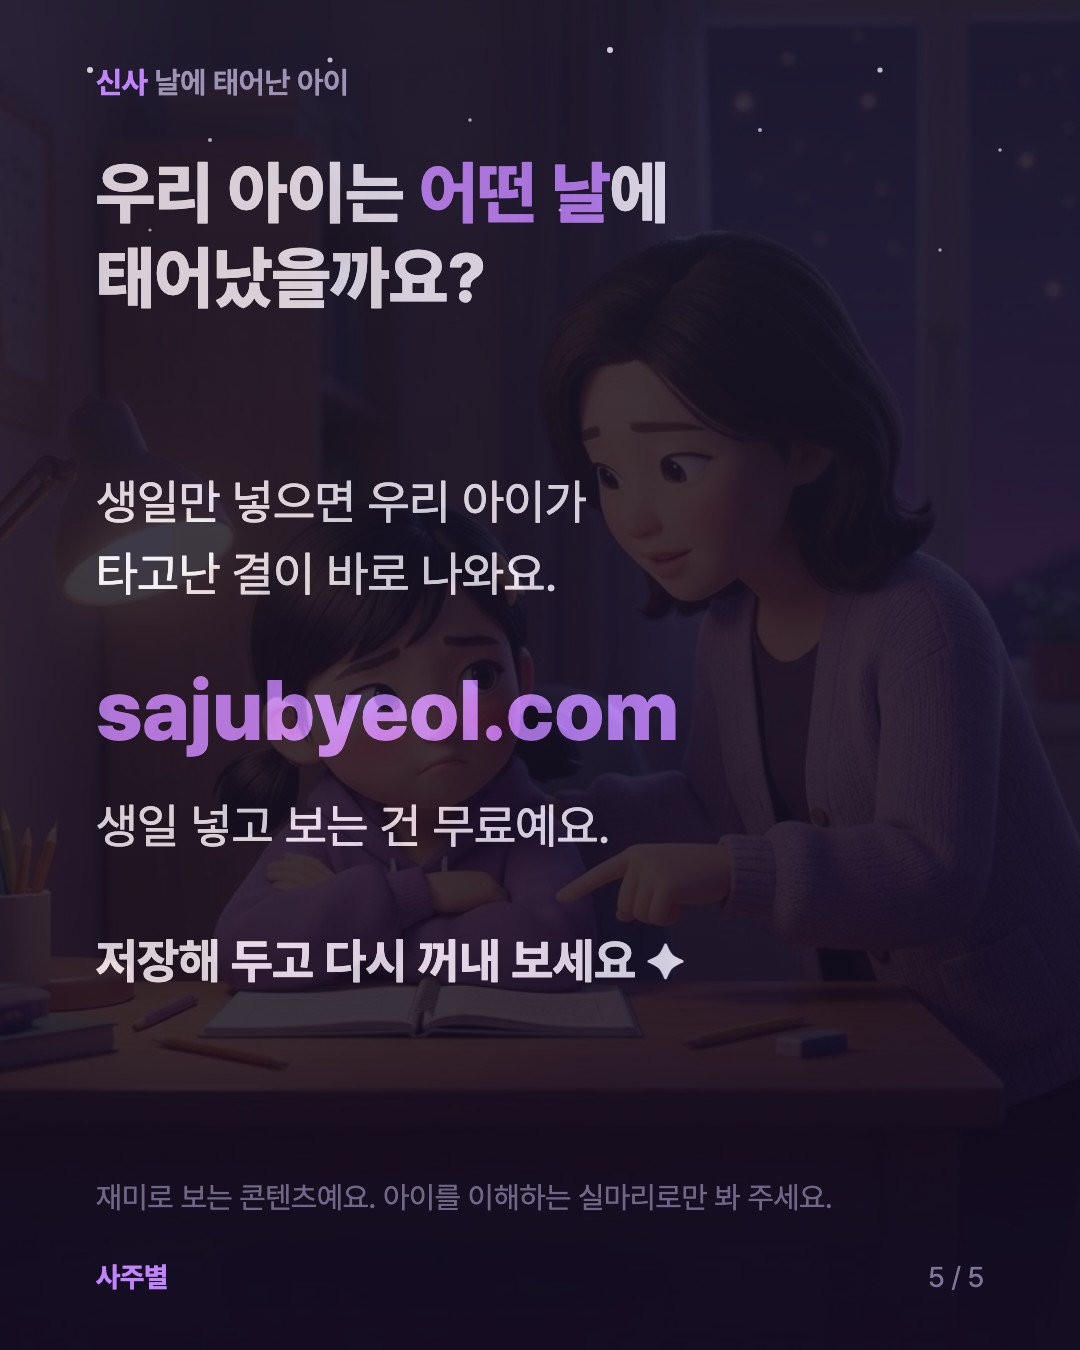 신사 날에 태어난 아이
우리 아이는 어떤 날에
태어났을까요?
생일만 넣으면 우리 아이가
타고난 결이 바로 나와요.
sajubyeol.com
생일 넣고 보는 건 무료예요.
저장해 두고 다시 꺼내 보세요 ✦
재미로 보는 콘텐츠예요. 아이를 이해하는 실마리로만 봐 주세요.
사주별
5 / 5